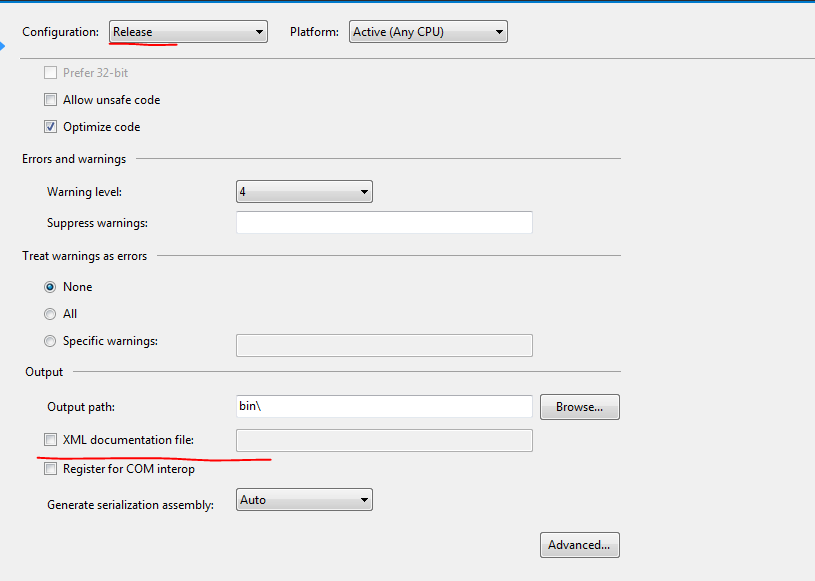 Configuration: Release Platform: Active (Any CPU)
Prefer 32-bit
Allow unsafe code
Optimize code
Errors and warnings
Warning level: 4
Suppress warnings:
Treat warnings as errors
None
All
Specific warnings:
Output
Output path: bin\ Browse...
XML documentation file:
Register for COM interop
Generate serialization assembly: Auto
Advanced...